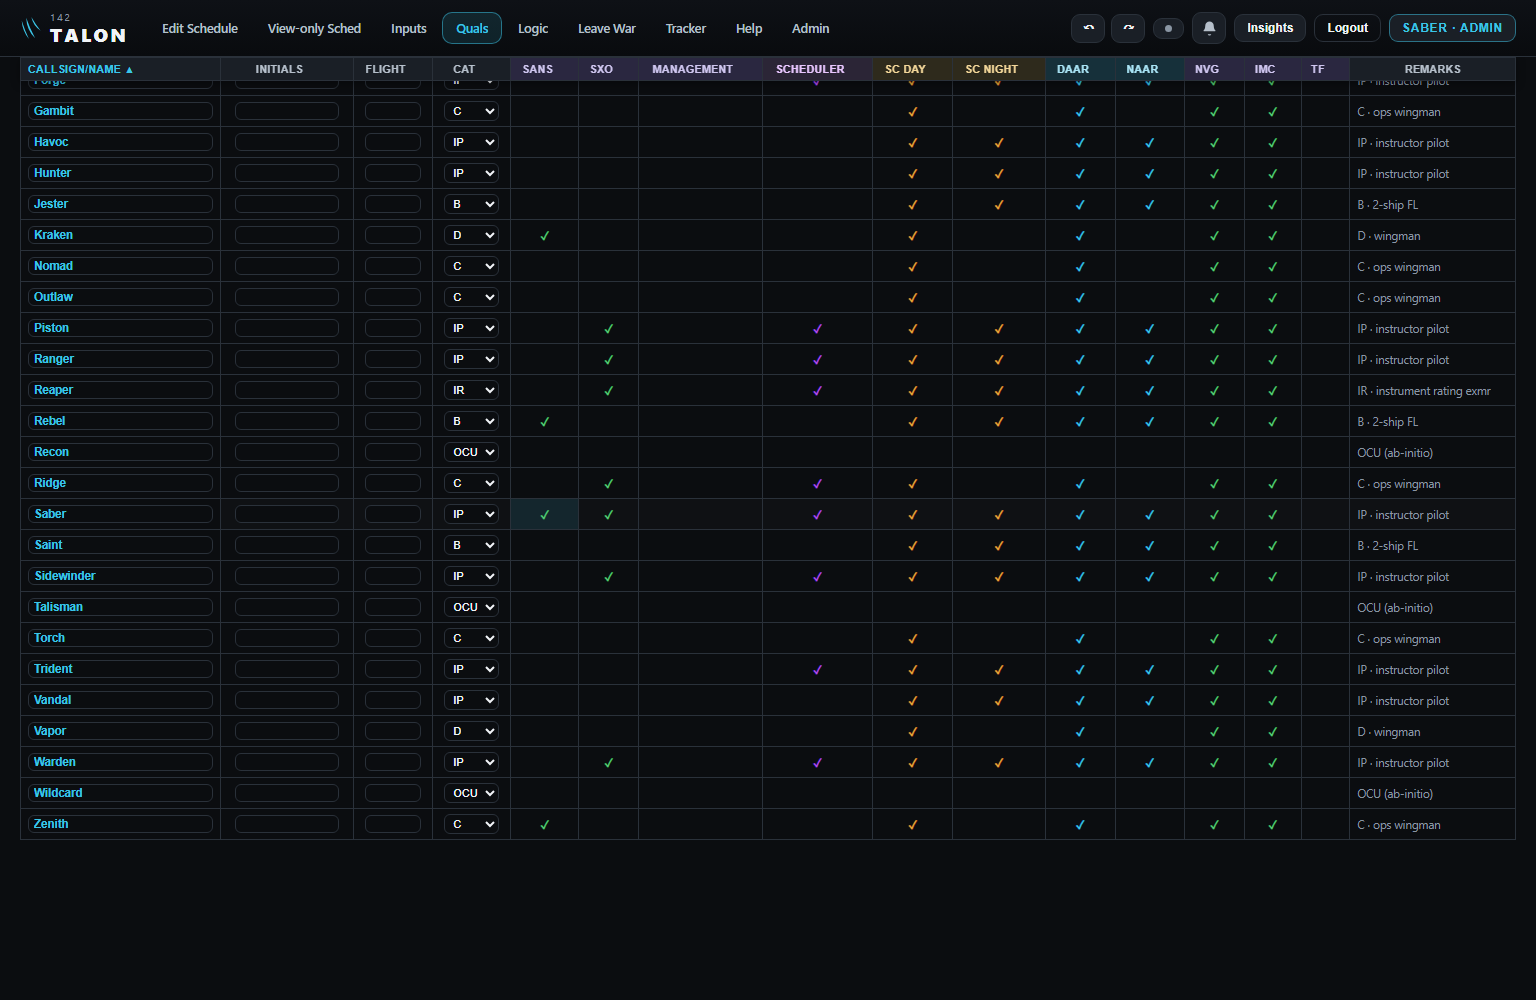 142
TALON
Edit Schedule
View-only Sched
Inputs
Quals
Logic
Leave War
Tracker
Help
Admin
Insights
Logout
SABER · ADMIN
CALLSIGN/NAME ▲ INITIALS FLIGHT CAT SANS SXO MANAGEMENT SCHEDULER SC DAY SC NIGHT DAAR NAAR NVG IMC TF REMARKS
Forge IP ✓ ✓ ✓ ✓ ✓ ✓ ✓ IP · instructor pilot
Gambit C ✓ ✓ ✓ ✓ C · ops wingman
Havoc IP ✓ ✓ ✓ ✓ ✓ ✓ IP · instructor pilot
Hunter IP ✓ ✓ ✓ ✓ ✓ ✓ IP · instructor pilot
Jester B ✓ ✓ ✓ ✓ ✓ ✓ B · 2-ship FL
Kraken D ✓ ✓ ✓ ✓ ✓ D · wingman
Nomad C ✓ ✓ ✓ ✓ C · ops wingman
Outlaw C ✓ ✓ ✓ ✓ C · ops wingman
Piston IP ✓ ✓ ✓ ✓ ✓ ✓ ✓ ✓ IP · instructor pilot
Ranger IP ✓ ✓ ✓ ✓ ✓ ✓ ✓ ✓ IP · instructor pilot
Reaper IR ✓ ✓ ✓ ✓ ✓ ✓ ✓ ✓ IR · instrument rating exmr
Rebel B ✓ ✓ ✓ ✓ ✓ ✓ ✓ B · 2-ship FL
Recon OCU OCU (ab-initio)
Ridge C ✓ ✓ ✓ ✓ ✓ ✓ C · ops wingman
Saber IP ✓ ✓ ✓ ✓ ✓ ✓ ✓ ✓ ✓ IP · instructor pilot
Saint B ✓ ✓ ✓ ✓ ✓ ✓ B · 2-ship FL
Sidewinder IP ✓ ✓ ✓ ✓ ✓ ✓ ✓ ✓ IP · instructor pilot
Talisman OCU OCU (ab-initio)
Torch C ✓ ✓ ✓ ✓ C · ops wingman
Trident IP ✓ ✓ ✓ ✓ ✓ ✓ ✓ IP · instructor pilot
Vandal IP ✓ ✓ ✓ ✓ ✓ ✓ IP · instructor pilot
Vapor D ✓ ✓ ✓ ✓ D · wingman
Warden IP ✓ ✓ ✓ ✓ ✓ ✓ ✓ ✓ IP · instructor pilot
Wildcard OCU OCU (ab-initio)
Zenith C ✓ ✓ ✓ ✓ ✓ C · ops wingman